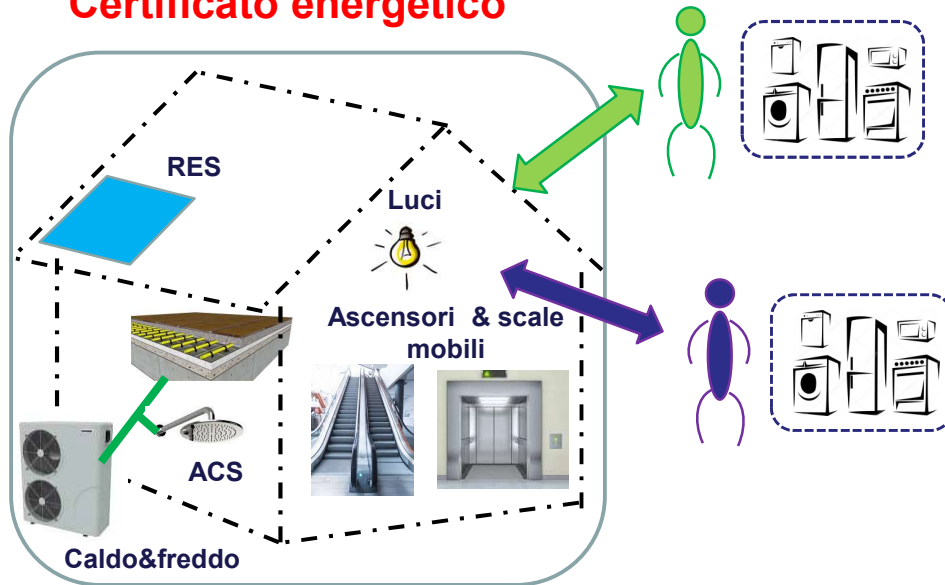 Certificato energetico
RES
Luci
Ascensori & scale
mobili
ACS
Caldo&freddo